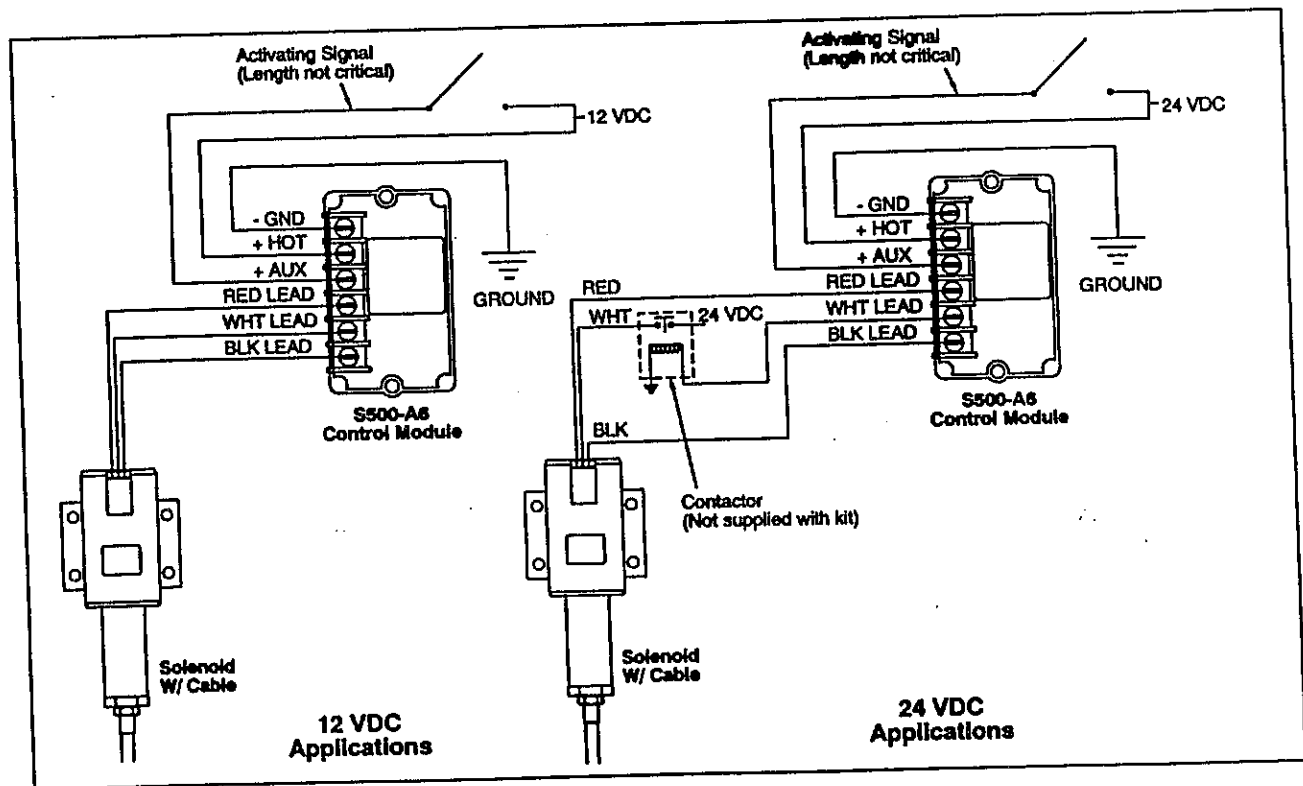 Activating Signal
(Length not critical)
12 VDC
- GND
+ HOT
+ AUX
RED LEAD
WHT LEAD
BLK LEAD
GROUND
S500-A6
Control Module
Solenoid
W/ Cable
12 VDC
Applications
Activating Signal
(Length not critical)
24 VDC
- GND
+ HOT
+ AUX
RED LEAD
WHT LEAD
BLK LEAD
GROUND
RED
WHT
24 VDC
BLK
S500-A6
Control Module
Contactor
(Not supplied with kit)
Solenoid
W/ Cable
24 VDC
Applications